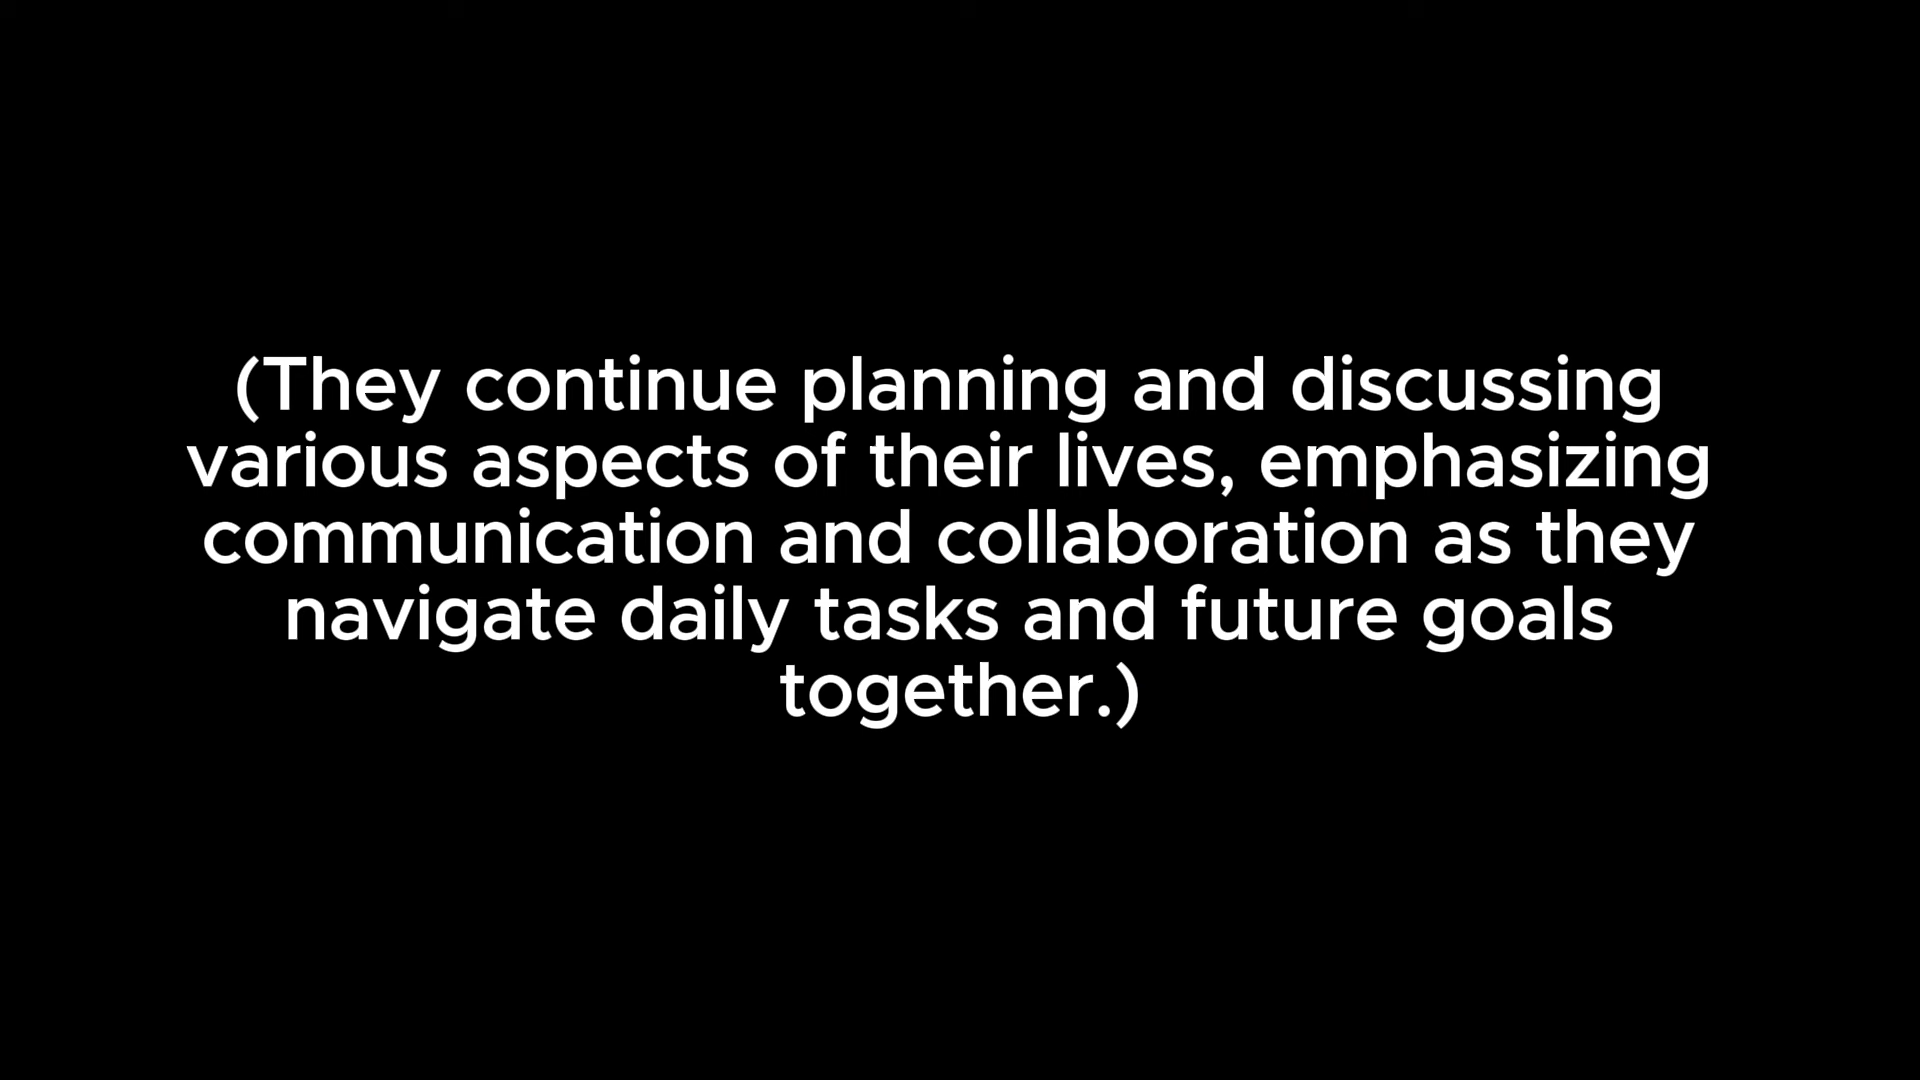 (They continue planning and discussing
various aspects of their lives, emphasizing
communication and collaboration as they
navigate daily tasks and future goals
together.)